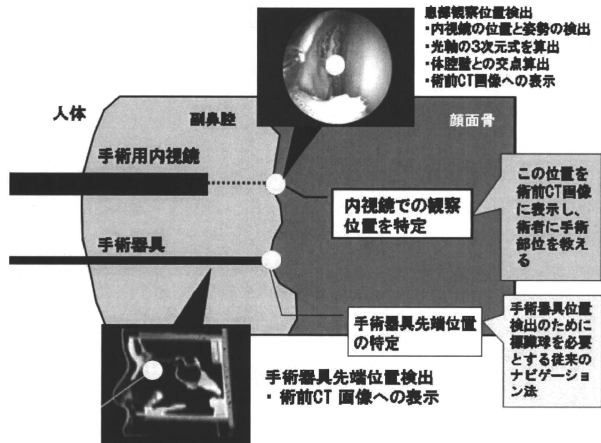 患部観察位置検出
・内視鏡の位置と姿勢の検出
・光軸の3次元式を算出
・体腔壁との交点算出
・術前CT画像への表示
人体
副鼻腔
顔面骨
手術用内視鏡
内視鏡での観察
位置を特定
この位置を
術前CT画像
に表示し、
術者に手術
部位を教え
る
手術器具
手術器具先端位置
の特定
手術器具位置
検出のために
標識球を必要
とする従来の
ナビゲーショ
ン法
手術器具先端位置検出
・ 術前CT 画像への表示